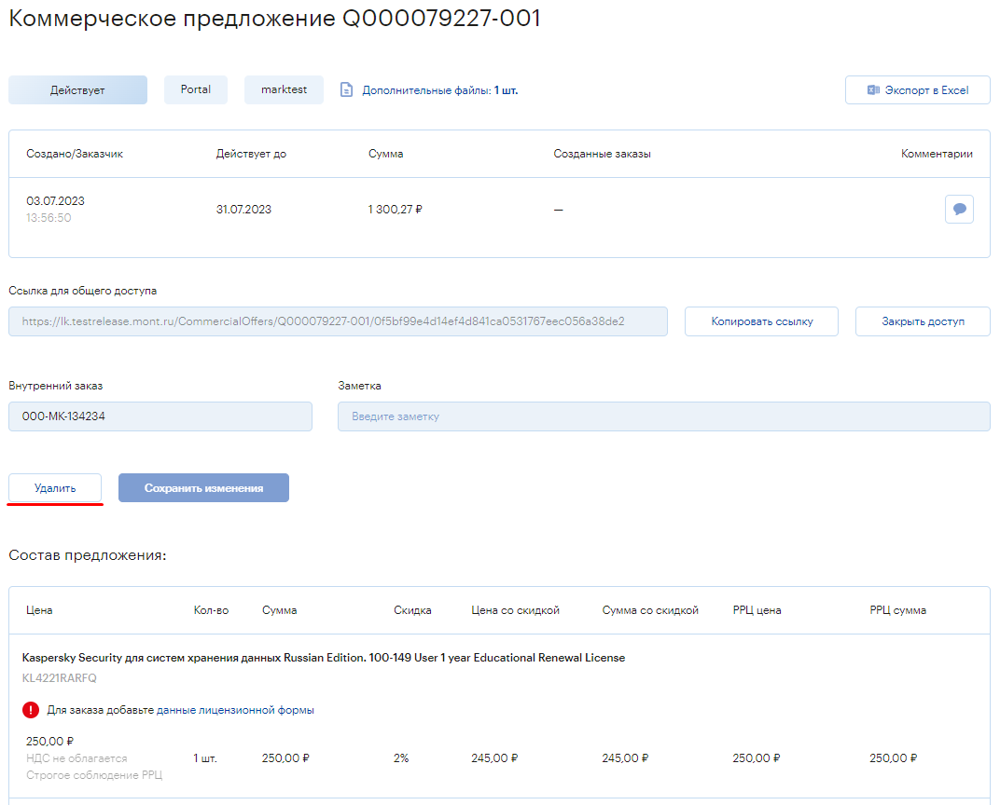 Коммерческое предложение Q000079227-001
Действует Portal marktest Дополнительные файлы: 1 шт. Экспорт в Excel
Создано/Заказчик Действует до Сумма Созданные заказы Комментарии
03.07.2023
13:56:50
31.07.2023 1 300,27 ₽ —
Ссылка для общего доступа
https://lk.testrelease.mont.ru/CommercialOffers/Q000079227-001/0f5bf99e4d14ef4d841ca0531767eec056a38de2 Копировать ссылку Закрыть доступ
Внутренний заказ Заметка
000-МК-134234 Введите заметку
Удалить Сохранить изменения
Состав предложения:
Цена Кол-во Сумма Скидка Цена со скидкой Сумма со скидкой РРЦ цена РРЦ сумма
Kaspersky Security для систем хранения данных Russian Edition. 100-149 User 1 year Educational Renewal License
KL4221RARFQ
! Для заказа добавьте данные лицензионной формы
250,00 ₽
НДС не облагается 1 шт. 250,00 ₽ 2% 245,00 ₽ 245,00 ₽ 250,00 ₽ 250,00 ₽
Строгое соблюдение РРЦ